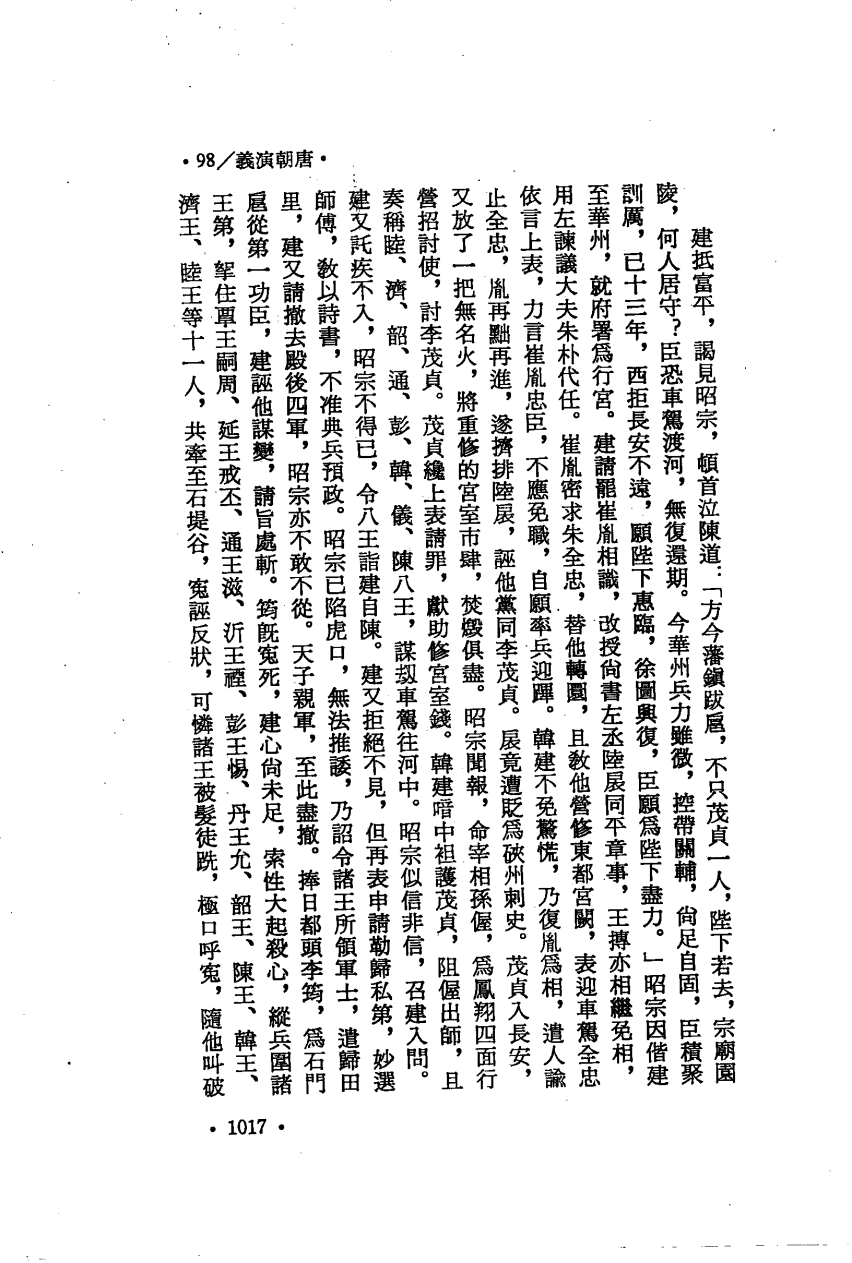 •98/義演朝唐•
建抵富平，謁見昭宗，頓首泣陳道：「方今藩鎮跋扈，不只茂貞一人，陛下若去，宗廟園
陵，何人居守？臣恐車駕渡河，無復還期。今華州兵力雖微，控帶關輔，尙足自固，臣積聚
訓厲，已十三年，西拒長安不遠，願陛下惠臨，徐圖興復，臣願爲陛下盡力。」昭宗因偕建
至華州，就府署爲行宮。建請罷崔胤相識，改授尙書左丞陸扆同平章事，王摶亦相繼免相，
用左諫議大夫朱朴代任。崔胤密求朱全忠，替他轉圜，且敎他營修東都宮闕，表迎車駕全忠
依言上表，力言崔胤忠臣，不應免職，自願率兵迎蹕。韓建不免驚慌，乃復胤爲相，遣人諭
止全忠，胤再黜再進，遂擠排陸扆，誣他黨同李茂貞。扆竟遭貶爲硤州刺史。茂貞入長安，
又放了一把無名火，將重修的宮室市肆，焚燬俱盡。昭宗聞報，命宰相孫偓，爲鳳翔四面行
營招討使，討李茂貞。茂貞纔上表請罪，獻助修宮室錢。韓建暗中袒護茂貞，阻偓出師，且
奏稱睦、濟、韶、通、彭、韓、儀、陳八王，謀刼車駕往河中。昭宗似信非信，召建入問。
建又託疾不入，昭宗不得已，令八王詣建自陳。建又拒絕不見，但再表申請勒歸私第，妙選
師傅，敎以詩書，不准典兵預政。昭宗已陷虎口，無法推諉，乃詔令諸王所領軍士，遣歸田
里，建又請撤去殿後四軍，昭宗亦不敢不從。天子親軍，至此盡撤。捧日都頭李筠，爲石門
扈從第一功臣，建誣他謀變，請旨處斬。筠旣寃死，建心尙未足，索性大起殺心，縱兵圍諸
王第，拏住覃王嗣周、延王戒丕、通王滋、沂王禋、彭王惕、丹王允、韶王、陳王、韓王、
濟王、睦王等十一人，共牽至石堤谷，寃誣反狀，可憐諸王被髮徒跣，極口呼寃，隨他叫破
•1017•